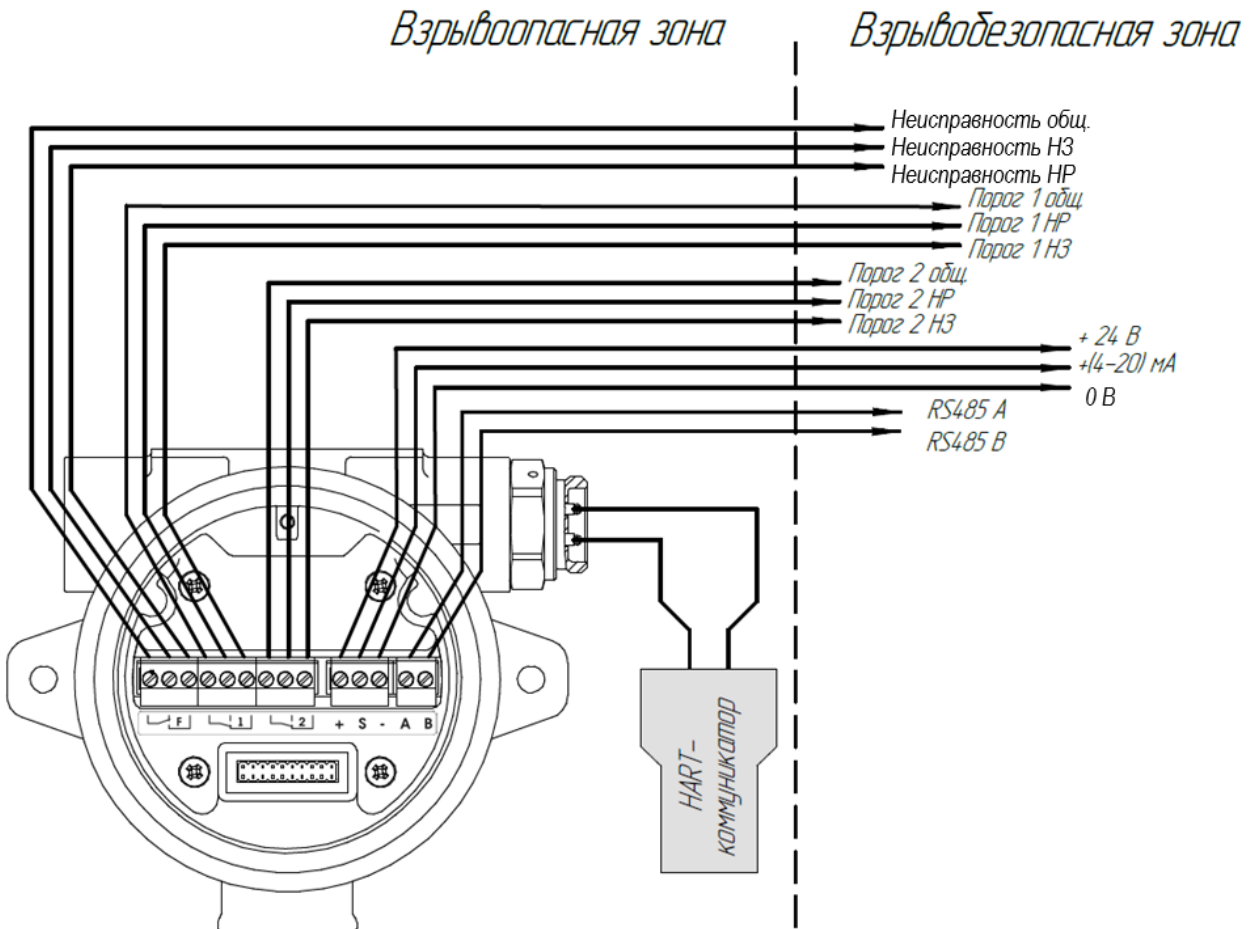 Взрывоопасная зона
Взрывобезопасная зона
Неисправность общ.
Неисправность НЗ
Неисправность НР
Порог 1 общ.
Порог 1 НР
Порог 1 НЗ
Порог 2 общ.
Порог 2 НР
Порог 2 НЗ
+ 24 В
+(4-20) мА
0 В
RS485 A
RS485 B
F 1 2 + S - A B
HART-
коммуникатор